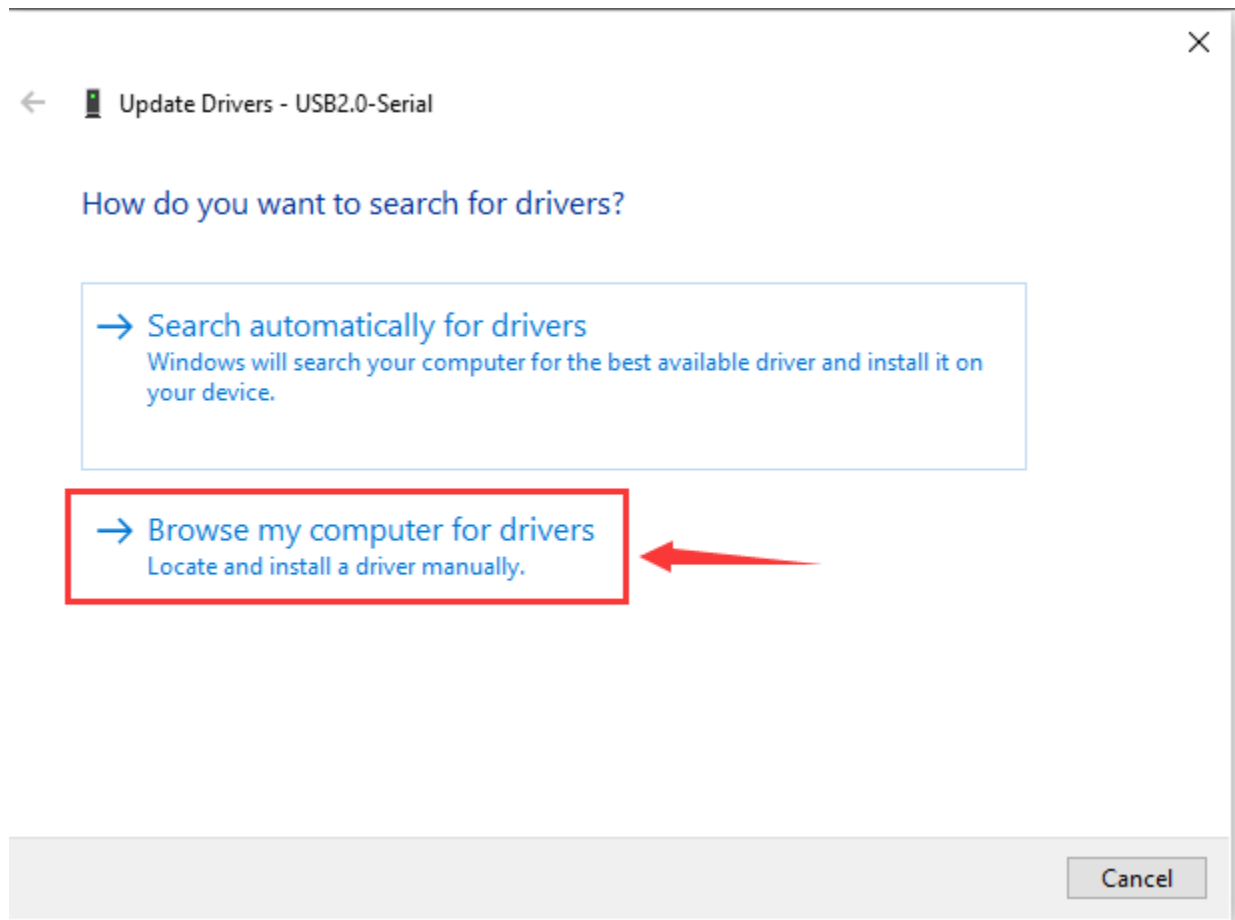 Update Drivers - USB2.0-Serial
How do you want to search for drivers?
Search automatically for drivers
Windows will search your computer for the best available driver and install it on
your device.
Browse my computer for drivers
Locate and install a driver manually.
Cancel